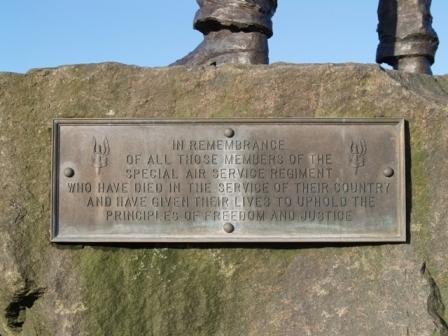 IN REMEMBRANCE
OF ALL THOSE MEMBERS OF THE
SPECIAL AIR SERVICE REGIMENT
WHO HAVE DIED IN THE SERVICE OF THEIR COUNTRY
AND HAVE GIVEN THEIR LIVES TO UPHOLD THE
PRINCIPLES OF FREEDOM AND JUSTICE